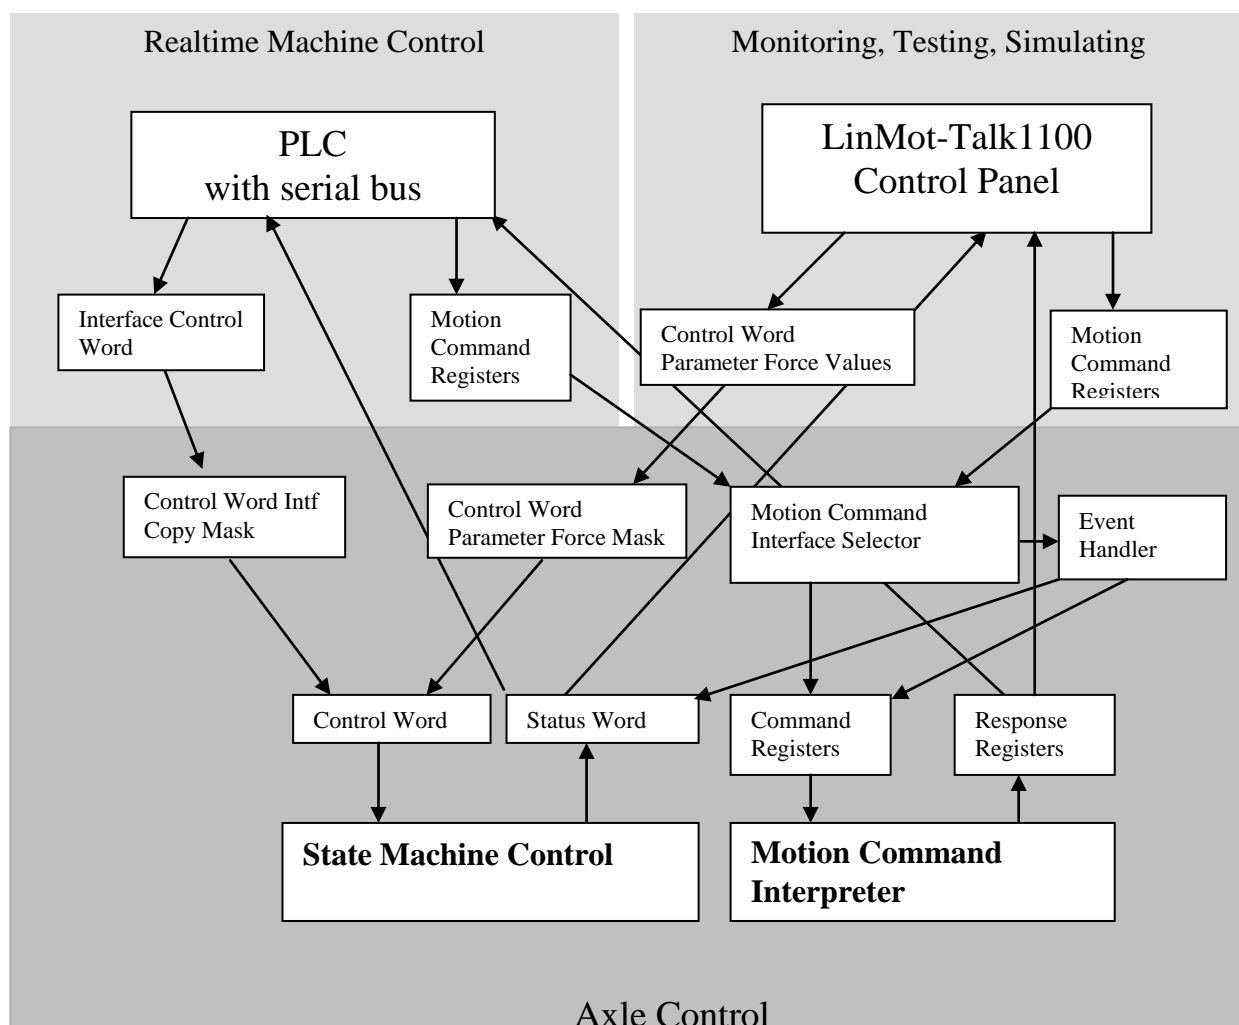 Realtime Machine Control
Monitoring, Testing, Simulating
PLC
with serial bus
LinMot-Talk1100
Control Panel
Interface Control
Word
Motion
Command
Registers
Control Word
Parameter Force Values
Motion
Command
Registers
Control Word Intf
Copy Mask
Control Word
Parameter Force Mask
Motion Command
Interface Selector
Event
Handler
Control Word
Status Word
Command
Registers
Response
Registers
State Machine Control
Motion Command
Interpreter
Axle Control